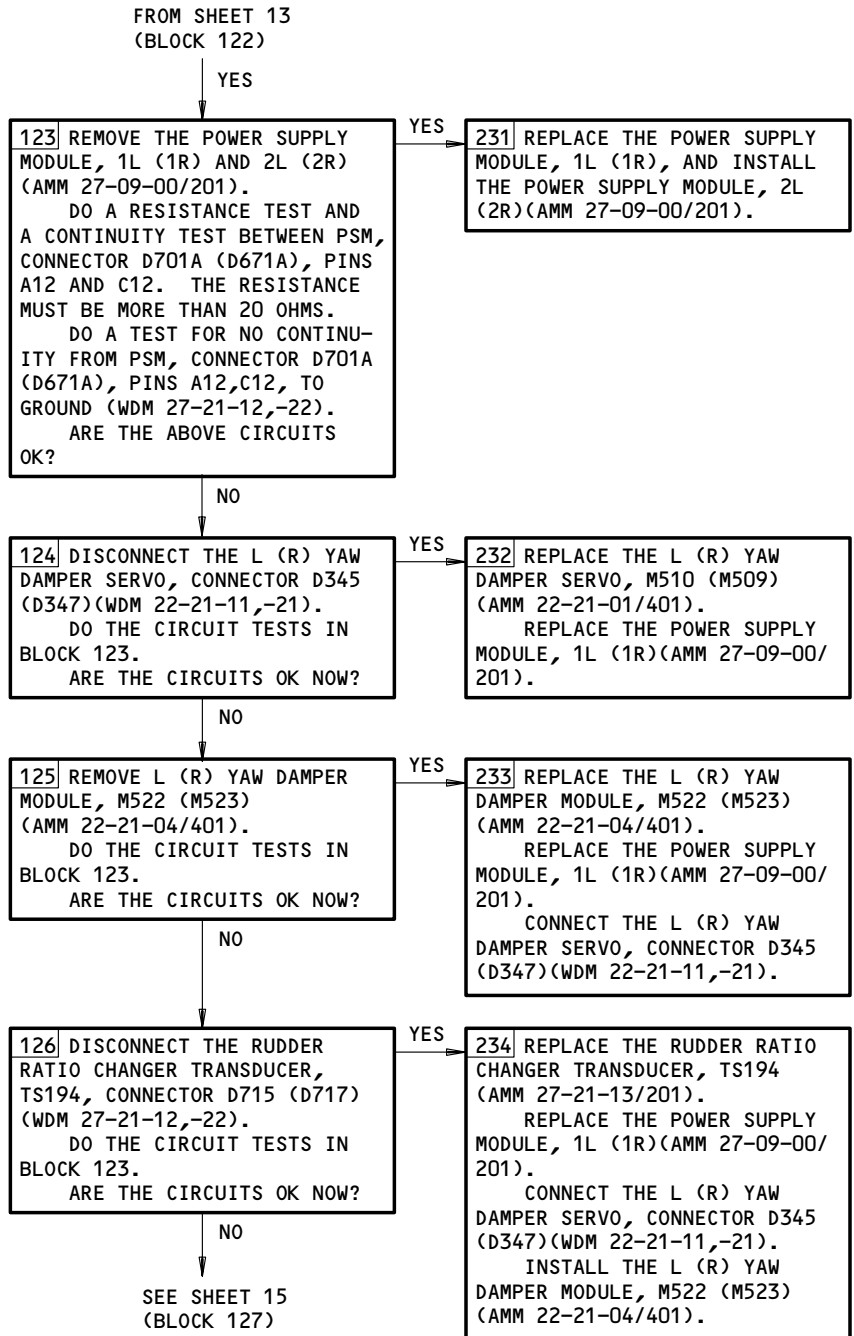 FROM SHEET 13
(BLOCK 122)
YES
123 REMOVE THE POWER SUPPLY
MODULE, 1L (1R) AND 2L (2R)
(AMM 27-09-00/201).
DO A RESISTANCE TEST AND
A CONTINUITY TEST BETWEEN PSM,
CONNECTOR D701A (D671A), PINS
A12 AND C12. THE RESISTANCE
MUST BE MORE THAN 20 OHMS.
DO A TEST FOR NO CONTINU-
ITY FROM PSM, CONNECTOR D701A
(D671A), PINS A12,C12, TO
GROUND (WDM 27-21-12,-22).
ARE THE ABOVE CIRCUITS
OK?
YES
231 REPLACE THE POWER SUPPLY
MODULE, 1L (1R), AND INSTALL
THE POWER SUPPLY MODULE, 2L
(2R)(AMM 27-09-00/201).
NO
124 DISCONNECT THE L (R) YAW
DAMPER SERVO, CONNECTOR D345
(D347)(WDM 22-21-11,-21).
DO THE CIRCUIT TESTS IN
BLOCK 123.
ARE THE CIRCUITS OK NOW?
YES
232 REPLACE THE L (R) YAW
DAMPER SERVO, M510 (M509)
(AMM 22-21-01/401).
REPLACE THE POWER SUPPLY
MODULE, 1L (1R)(AMM 27-09-00/
201).
NO
125 REMOVE L (R) YAW DAMPER
MODULE, M522 (M523)
(AMM 22-21-04/401).
DO THE CIRCUIT TESTS IN
BLOCK 123.
ARE THE CIRCUITS OK NOW?
YES
233 REPLACE THE L (R) YAW
DAMPER MODULE, M522 (M523)
(AMM 22-21-04/401).
REPLACE THE POWER SUPPLY
MODULE, 1L (1R)(AMM 27-09-00/
201).
CONNECT THE L (R) YAW
DAMPER SERVO, CONNECTOR D345
(D347)(WDM 22-21-11,-21).
NO
126 DISCONNECT THE RUDDER
RATIO CHANGER TRANSDUCER,
TS194, CONNECTOR D715 (D717)
(WDM 27-21-12,-22).
DO THE CIRCUIT TESTS IN
BLOCK 123.
ARE THE CIRCUITS OK NOW?
YES
234 REPLACE THE RUDDER RATIO
CHANGER TRANSDUCER, TS194
(AMM 27-21-13/201).
REPLACE THE POWER SUPPLY
MODULE, 1L (1R)(AMM 27-09-00/
201).
CONNECT THE L (R) YAW
DAMPER SERVO, CONNECTOR D345
(D347)(WDM 22-21-11,-21).
INSTALL THE L (R) YAW
DAMPER MODULE, M522 (M523)
(AMM 22-21-04/401).
NO
SEE SHEET 15
(BLOCK 127)